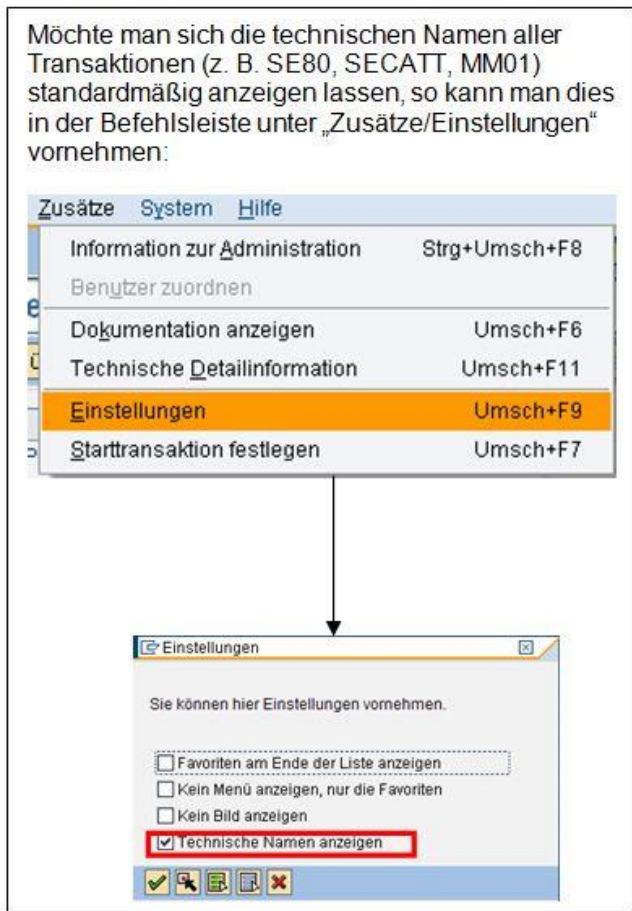 Möchte man sich die technischen Namen aller
Transaktionen (z. B. SE80, SECATT, MM01)
standardmäßig anzeigen lassen, so kann man dies
in der Befehlsleiste unter „Zusätze/Einstellungen“
vornehmen:
Zusätze System Hilfe
Information zur Administration Strg+Umsch+F8
Benutzer zuordnen
Dokumentation anzeigen Umsch+F6
Technische Detailinformation Umsch+F11
Einstellungen Umsch+F9
Starttransaktion festlegen Umsch+F7
Einstellungen
Sie können hier Einstellungen vornehmen.
Favoriten am Ende der Liste anzeigen
Kein Menü anzeigen, nur die Favoriten
Kein Bild anzeigen
Technische Namen anzeigen